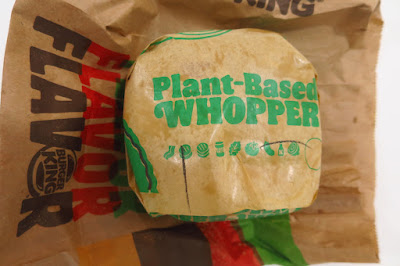 KING
FLAVOR
FLAVOR
BURGER
KING
Plant-Based
WHOPPER